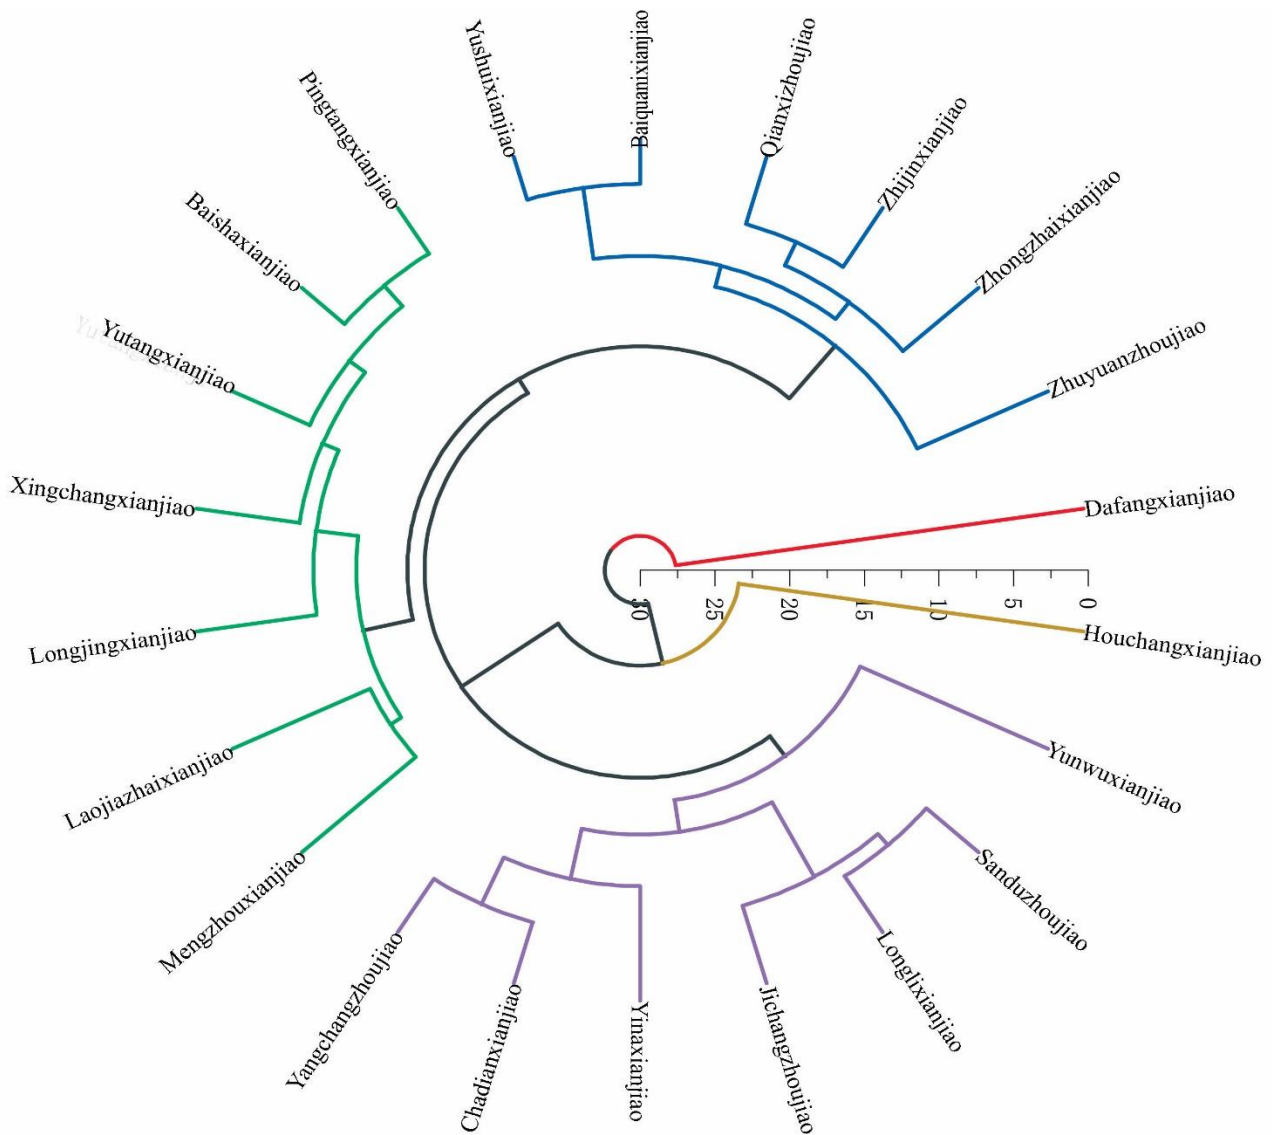 Yushuixianjiao
Baiquanixianjiao
Qianxizhoujiao
Zhijinxianjiao
Zhongzhaixianjiao
Zhuyuanzhoujiao
Dafangxianjiao
Houchangxianjiao
Yunwuxianjiao
Sanduzhoujiao
Longlixianjiao
Jichangzhoujiao
Yinaxianjiao
Chadianxianjiao
Yangchangzhoujiao
Mengzhouxianjiao
Laojiazhaixianjiao
Longjingxianjiao
Xingchangxianjiao
Yutangxianjiao
Baishaxianjiao
Pingtangxianjiao
30 25 20 15 10 5 0